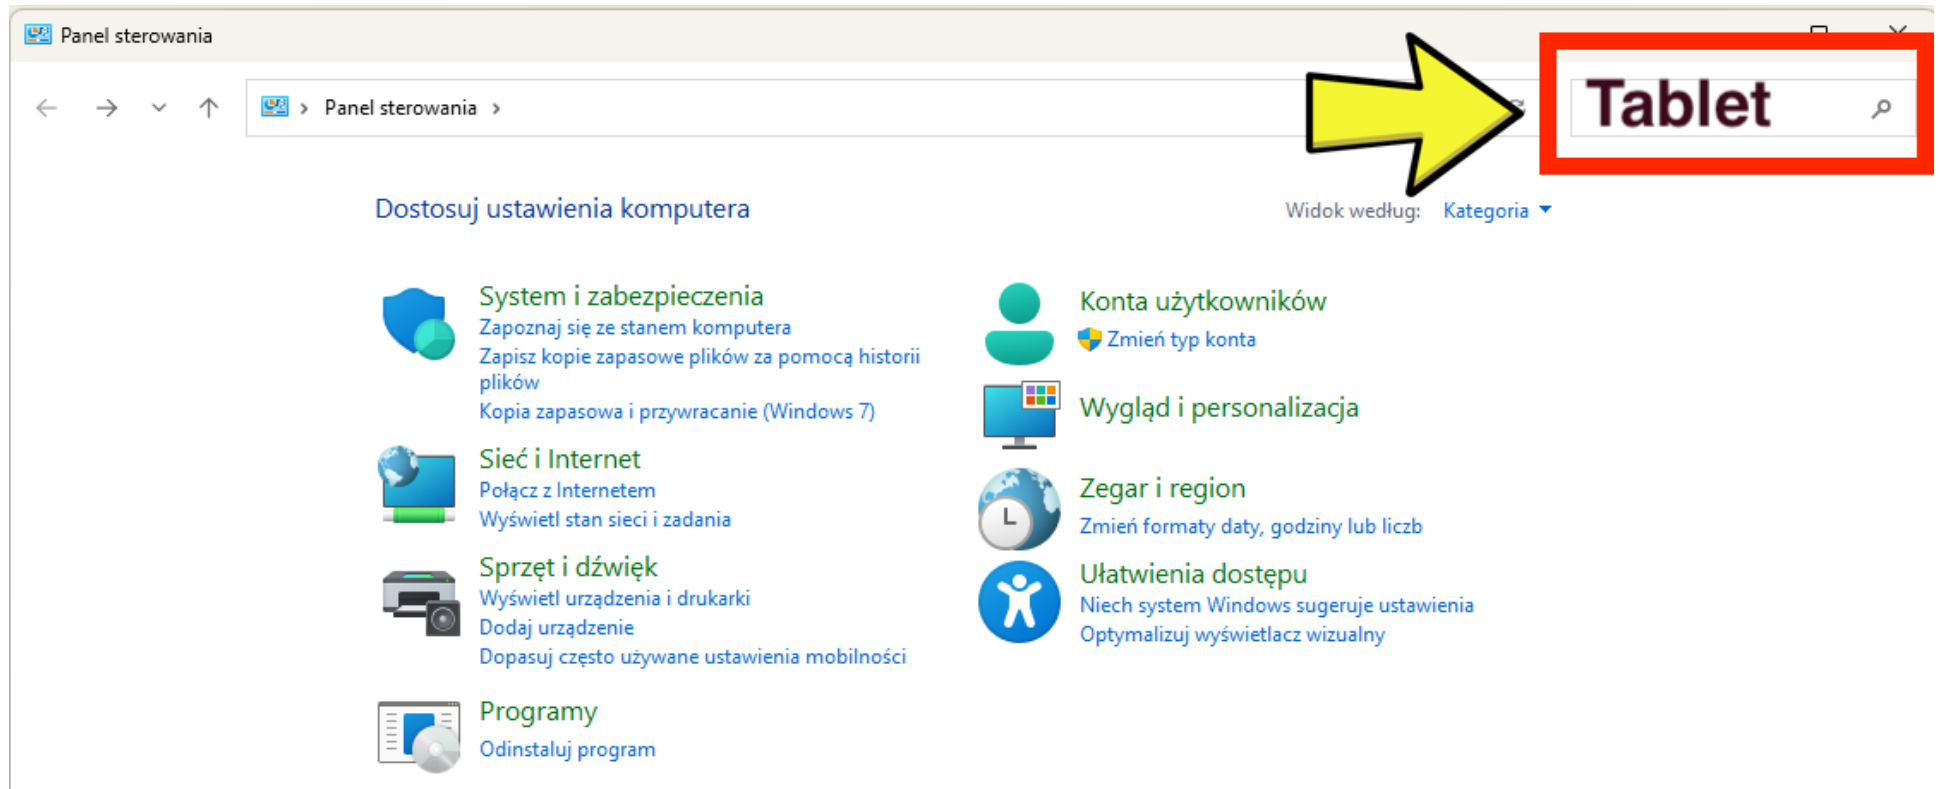 Panel sterowania
Panel sterowania
Tablet
Dostosuj ustawienia komputera
Widok według: Kategoria
System i zabezpieczenia
Zapoznaj się ze stanem komputera
Zapisz kopie zapasowe plików za pomocą historii
plików
Kopia zapasowa i przywracanie (Windows 7)
Sieć i Internet
Połącz z Internetem
Wyświetl stan sieci i zadania
Sprzęt i dźwięk
Wyświetl urządzenia i drukarki
Dodaj urządzenie
Dopasuj często używane ustawienia mobilności
Programy
Odinstaluj program
Konta użytkowników
Zmień typ konta
Wygląd i personalizacja
Zegar i region
Zmień formaty daty, godziny lub liczb
Ułatwienia dostępu
Niech system Windows sugeruje ustawienia
Optymalizuj wyświetlacz wizualny